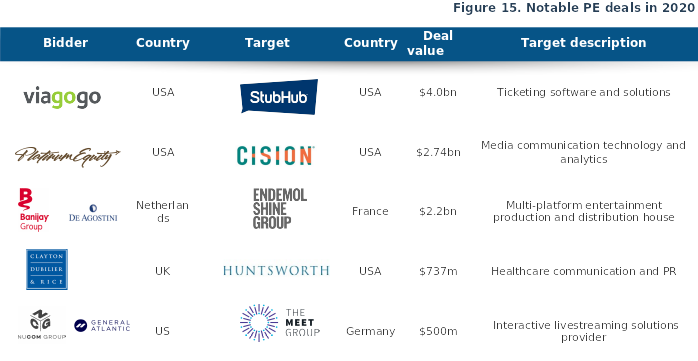 Figure 15. Notable PE deals in 2020
Bidder Country Target Country Deal value Target description
viagogo USA StubHub USA $4.0bn Ticketing software and solutions
Platinum Equity USA CISION® USA $2.74bn Media communication technology and
analytics
B
Banijay
Group
DE AGOSTINI
Netherlan
ds
ENDEMOL
SHINE
GROUP
France $2.2bn Multi-platform entertainment
production and distribution house
CLAYTON
DUBILIER
& RICE
UK HUNTSWORTH USA $737m Healthcare communication and PR
NUCOM GROUP
GENERAL
ATLANTIC
US
THE
MEET
GROUP
Germany $500m Interactive livestreaming solutions
provider